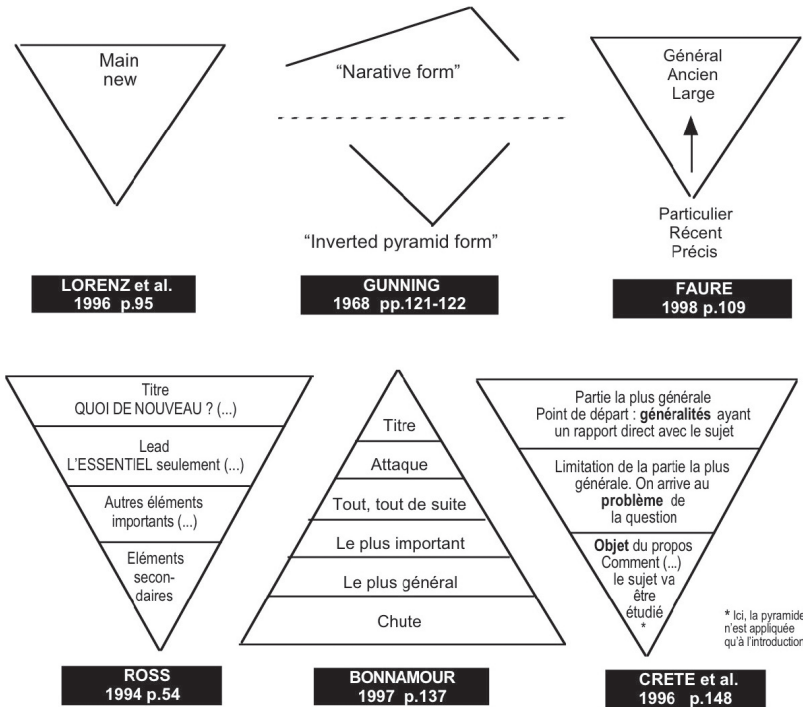 Main
new
“Narative form”
“Inverted pyramid form”
Général
Ancien
Large
Particulier
Récent
Précis
LORENZ et al.
1996 p.95
GUNNING
1968 pp.121-122
FAURE
1998 p.109
Titre
QUOI DE NOUVEAU ? (...)
Lead
L'ESSENTIEL seulement (...)
Autres éléments
importants (...)
Eléments
secon-
daires
Titre
Attaque
Tout, tout de suite
Le plus important
Le plus général
Chute
Partie la plus générale
Point de départ : généralités ayant
un rapport direct avec le sujet
Limitation de la partie la plus
générale. On arrive au
problème de
la question
Objet du propos
Comment (...)
le sujet va
être
étudié
*
* Ici, la pyramide
n'est appliquée
qu'à l'introduction
ROSS
1994 p.54
BONNAMOUR
1997 p.137
CRETE et al.
1996 p.148